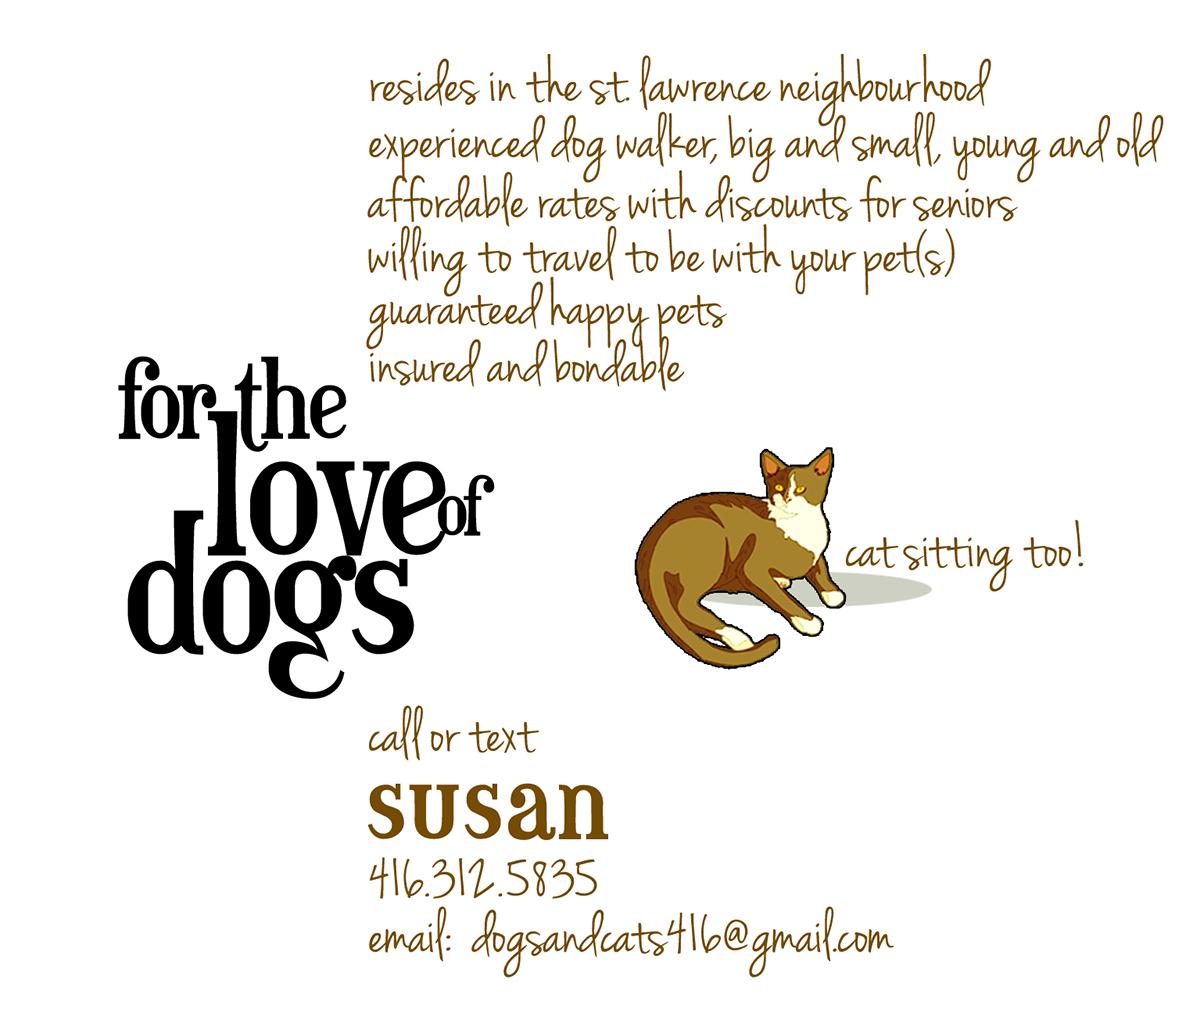 resides in the st. lawrence neighbourhood
experienced dog walker, big and small, young and old
affordable rates with discounts for seniors
willing to travel to be with your pet(s)
guaranteed happy pets
insured and bondable
for the
love of
dogs
cat sitting too!
call or text
susan
416.312.5835
email: dogsandcats416@gmail.com